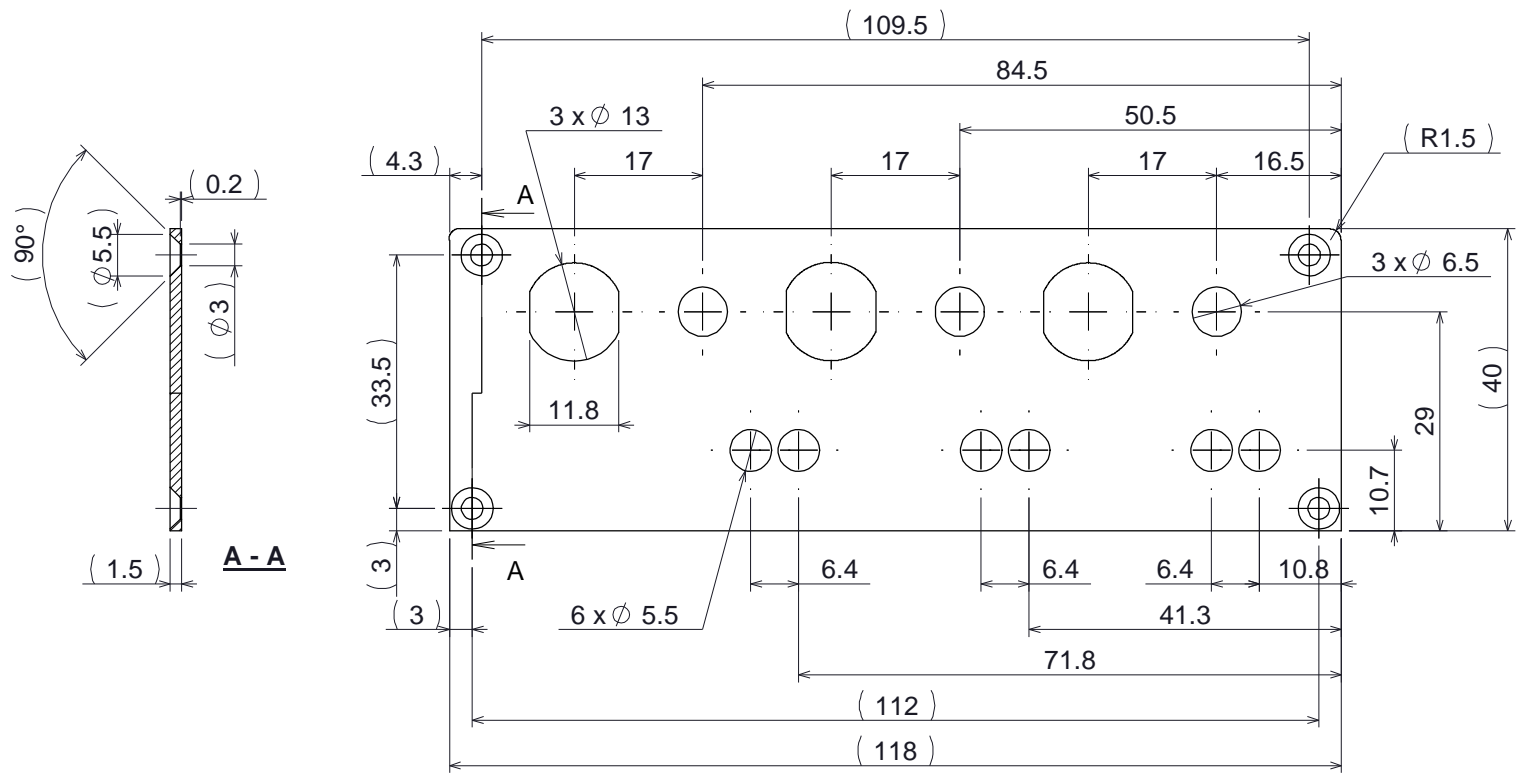 ( 109.5 )
84.5
3 x Ø 13
50.5
( R1.5 )
( 4.3 )
17
17
17
16.5
( 0.2 )
A
( 90° )
( Ø 5.5 )
( Ø 3 )
3 x Ø 6.5
( 33.5 )
( 40 )
29
11.8
10.7
A - A
( 1.5 )
( 3 )
A
6.4
6.4
6.4
10.8
( 3 )
6 x Ø 5.5
41.3
71.8
( 112 )
( 118 )